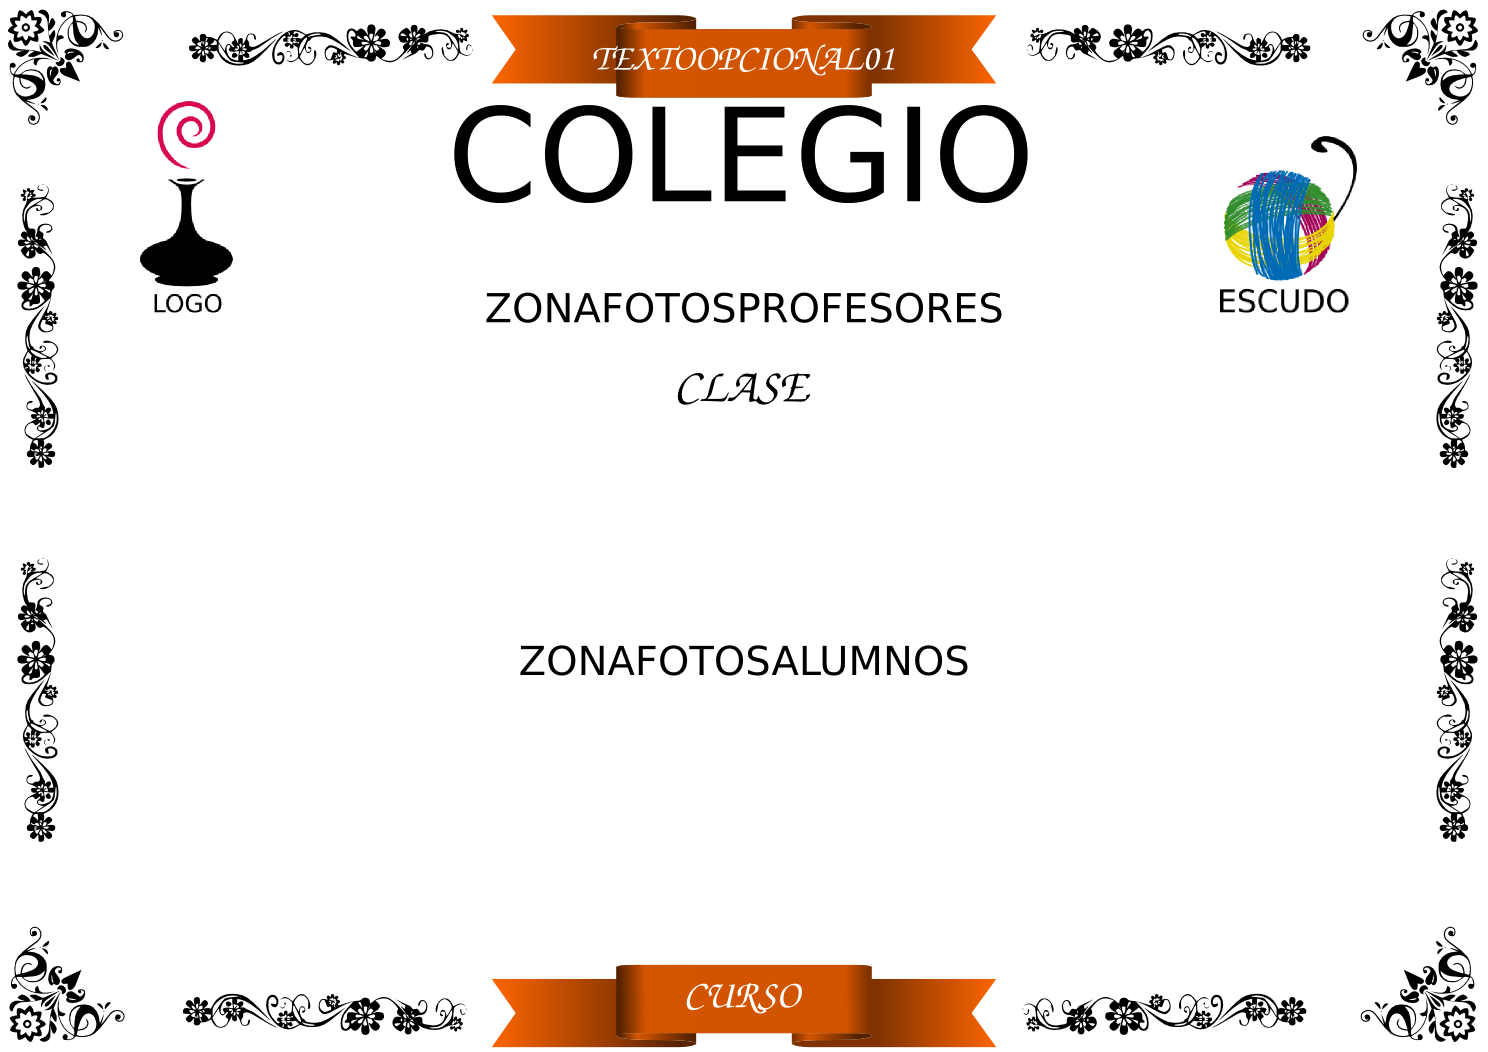 TEXTOOPCIONAL01
COLEGIO
LOGO
ESCUDO
ZONAFOTOSPROFESORES
CLASE
ZONAFOTOSALUMNOS
CURSO